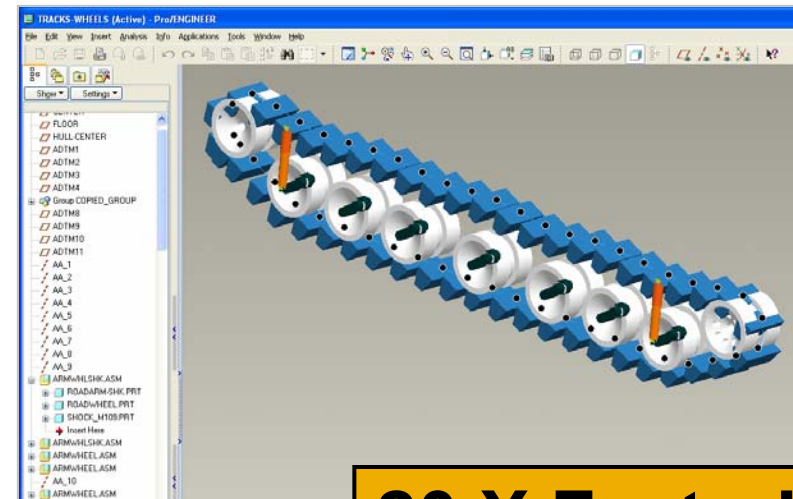 TRACKS-WHEELS (Active) - Pro/ENGINEER
File Edit View Insert Analysis Info Applications Tools Window Help
Show Settings
CENTER
FLOOR
HULL-CENTER
ADTM1
ADTM2
ADTM3
ADTM4
Group COPIED_GROUP
ADTM8
ADTM9
ADTM10
ADTM11
AA_1
AA_2
AA_3
AA_4
AA_5
AA_6
AA_7
AA_8
AA_9
ARMWHLSHK.ASM
ROADARM-SHK.PRT
ROADWHEEL.PRT
SHOCK_M109.PRT
Insert Here
ARMWHLSHK.ASM
ARMWHEEL.ASM
ARMWHEEL.ASM
AA_10
ARMWHEEL.ASM